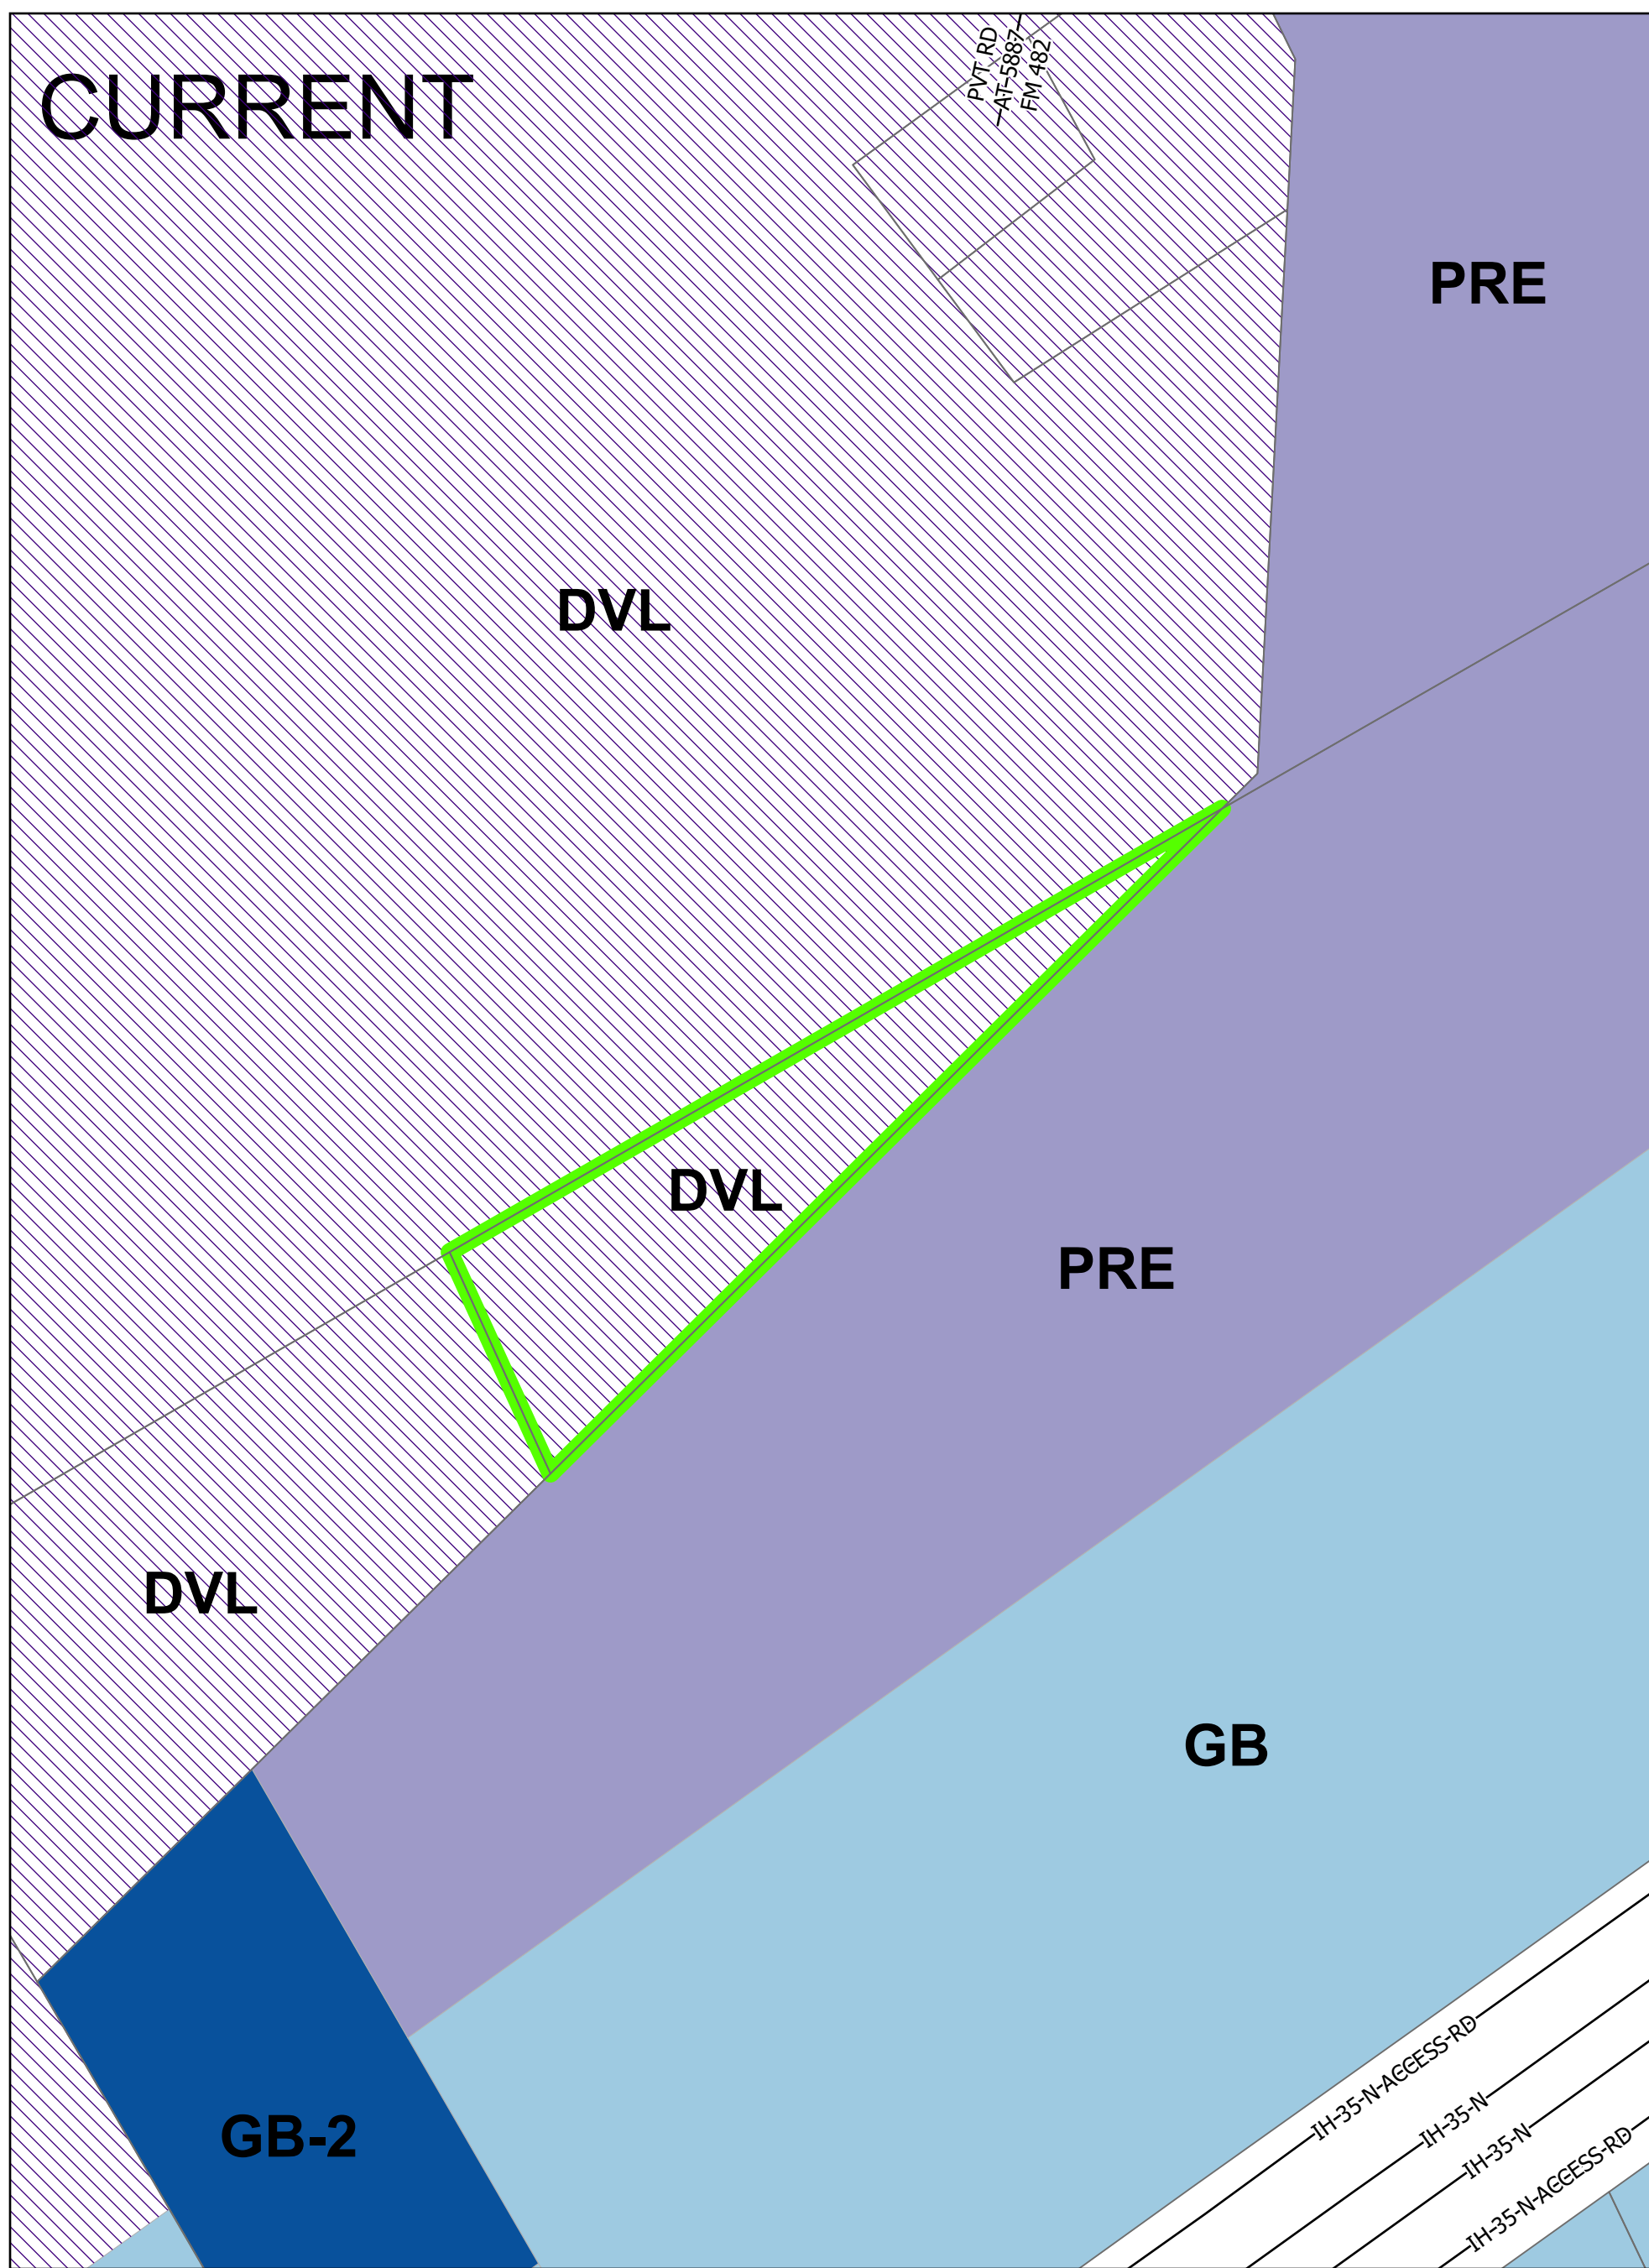 CURRENT
PVT RD
AT 5887
FM 482
PRE
DVL
DVL
PRE
DVL
GB
GB-2
IH-35-N-ACCESS-RD
IH-35-N
IH-35-N
IH-35-N-ACCESS-RD